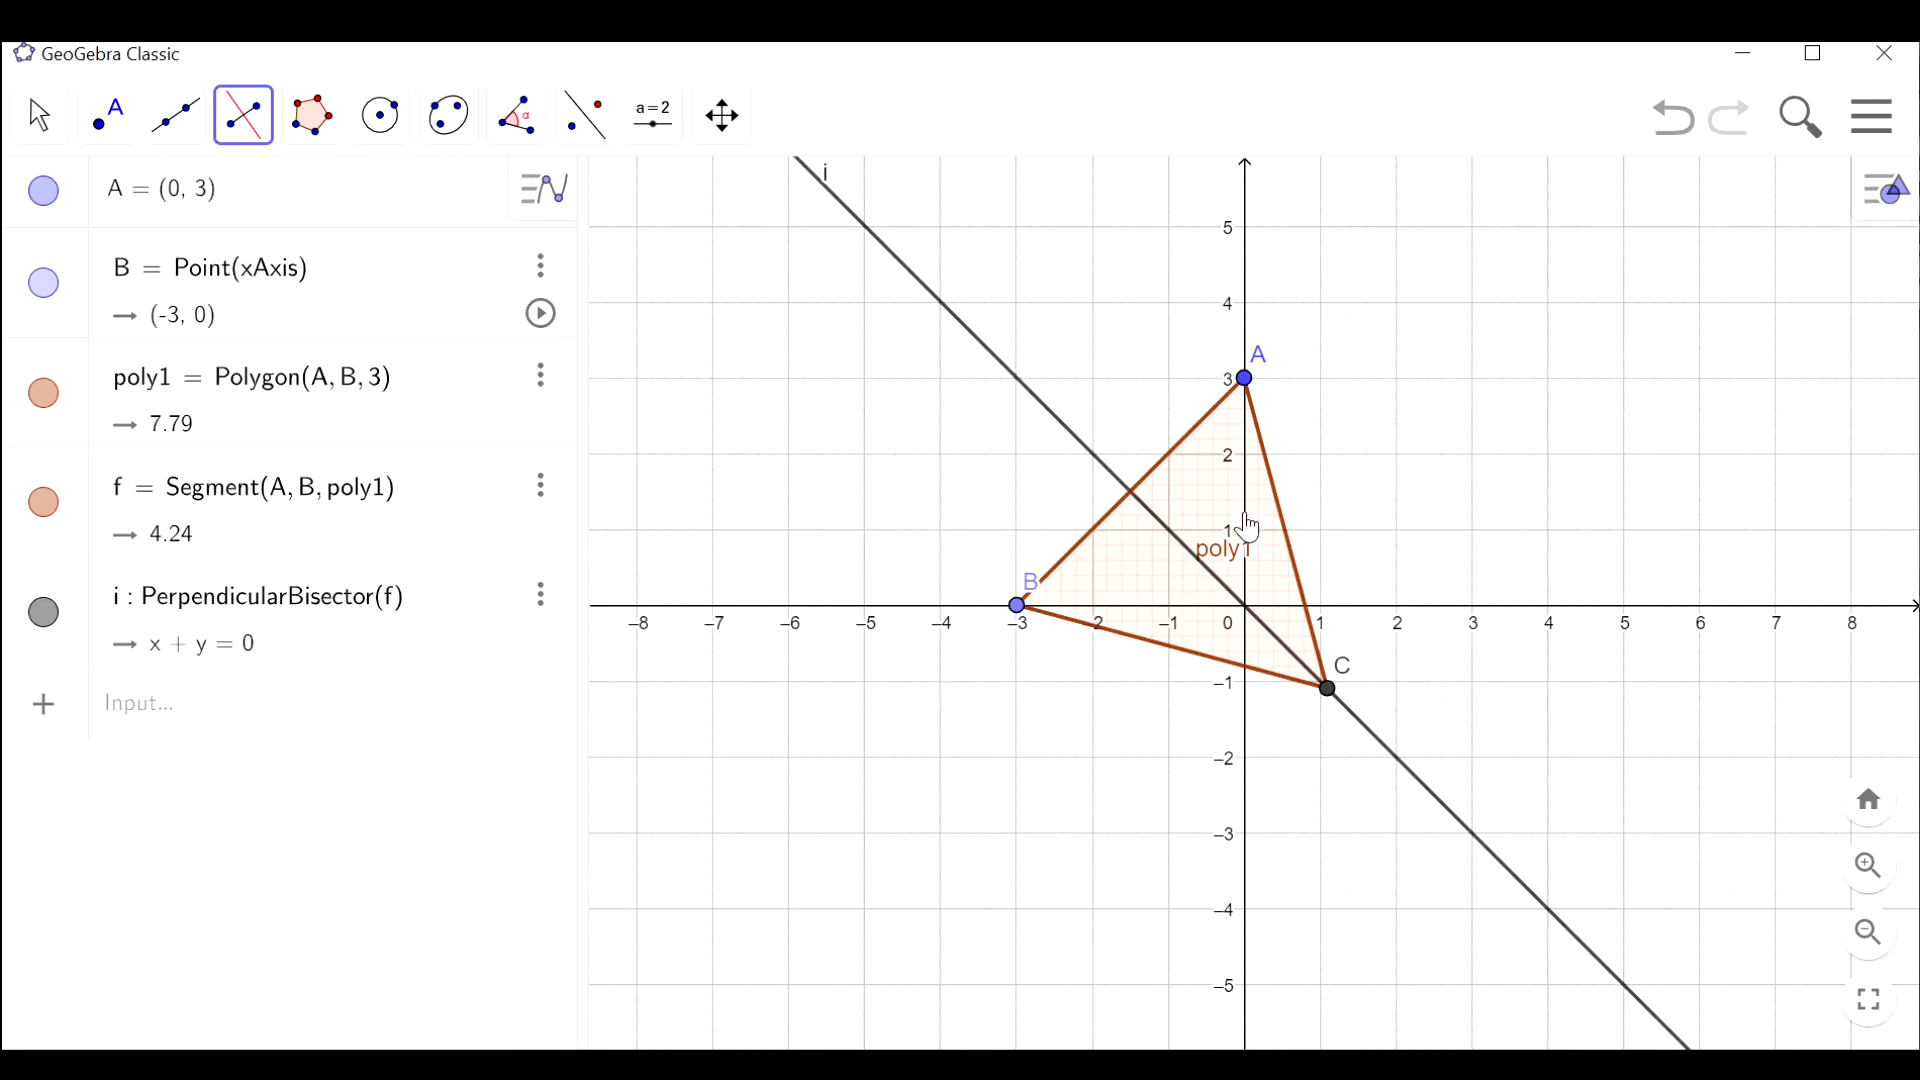 GeoGebra Classic
A
α
a=2
A = (0, 3)
B = Point(xAxis)
→ (-3, 0)
poly1 = Polygon(A, B, 3)
→ 7.79
f = Segment(A, B, poly1)
→ 4.24
i : PerpendicularBisector(f)
→ x + y = 0
+ Input...
i
5
4
A
3
2
1
poly1
B
–8 –7 –6 –5 –4 –3 –2 –1 0 1 2 3 4 5 6 7 8
C
–1
–2
–3
–4
–5